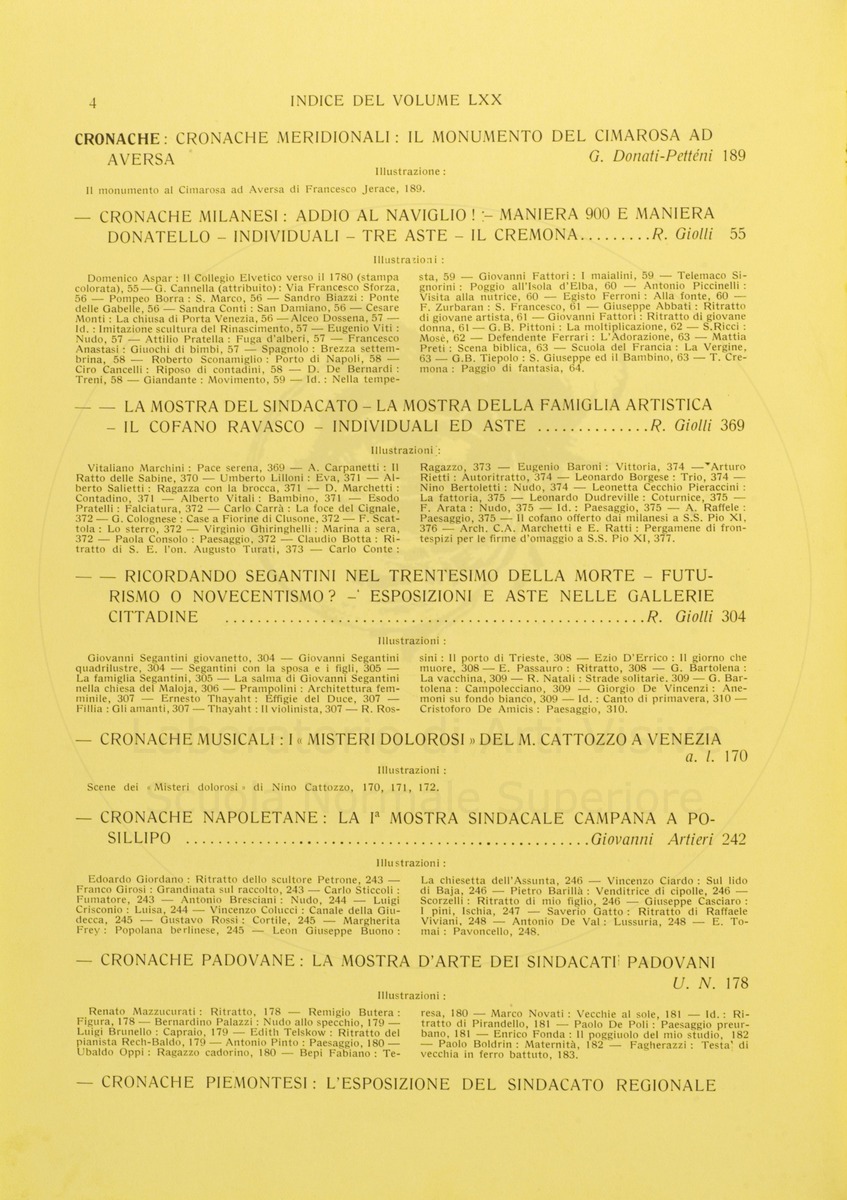 4
INDICE DEL VOLUME LXX
CRONACHE: CRONACHE MERIDIONALI: IL MONUMENTO DEL CIMAROSA AD
AVERSA G. Donati-Petténi 189
Illustrazione:
Il monumento al Cimarosa ad Aversa di Francesco Jerace, 189.
— CRONACHE MILANESI: ADDIO AL NAVIGLIO! – MANIERA 900 E MANIERA
DONATELLO – INDIVIDUALI – TRE ASTE – IL CREMONA.........R. Giolli 55
Illustrazioni:
Domenico Aspar: Il Collegio Elvetico verso il 1780 (stampa
colorata), 55 — G. Cannella (attribuito): Via Francesco Sforza,
56 — Pompeo Borra: S. Marco, 56 — Sandro Biazzi: Ponte
delle Gabelle, 56 — Sandra Conti: San Damiano, 56 — Cesare
Monti: La chiusa di Porta Venezia, 56 — Alceo Dossena, 57 —
Id.: Imitazione scultura del Rinascimento, 57 — Eugenio Viti:
Nudo, 57 — Attilio Pratella: Fuga d'alberi, 57 — Francesco
Anastasi: Giuochi di bimbi, 57 — Spagnolo: Brezza settem-
brina, 58 — Roberto Scognamiglio: Porto di Napoli, 58 —
Ciro Cancelli: Riposo di contadini, 58 — D. De Bernardi:
Treni, 58 — Giandante: Movimento, 59 — Id.: Nella tempe-
sta, 59 — Giovanni Fattori: I maialini, 59 — Telemaco Si-
gnorini: Poggio all'Isola d'Elba, 60 — Antonio Piccinelli:
Visita alla nutrice, 60 — Egisto Ferroni: Alla fonte, 60 —
F. Zurbaran: S. Francesco, 61 — Giuseppe Abbati: Ritratto
di giovane artista, 61 — Giovanni Fattori: Ritratto di giovane
donna, 61 — G. B. Pittoni: La moltiplicazione, 62 — S. Ricci:
Mosè, 62 — Defendente Ferrari: L'Adorazione, 63 — Mattia
Preti: Scena biblica, 63 — Scuola del Francia: La Vergine,
63 — G.B. Tiepolo: S. Giuseppe ed il Bambino, 63 — T. Cre-
mona: Paggio di fantasia, 64.
— — LA MOSTRA DEL SINDACATO – LA MOSTRA DELLA FAMIGLIA ARTISTICA
– IL COFANO RAVASCO – INDIVIDUALI ED ASTE ..............R. Giolli 369
Illustrazioni:
Vitaliano Marchini: Pace serena, 369 — A. Carpanetti: Il
Ratto delle Sabine, 370 — Umberto Lilloni: Eva, 371 — Al-
berto Salietti: Ragazza con la brocca, 371 — D. Marchetti:
Contadino, 371 — Alberto Vitali: Bambino, 371 — Esodo
Pratelli: Falciatura, 372 — Carlo Carrà: La foce del Cignale,
372 — G. Colognese: Case a Fiorine di Clusone, 372 — F. Scat-
tola: Lo sterro, 372 — Virginio Ghiringhelli: Marina a sera,
372 — Paola Consolo: Paesaggio, 372 — Claudio Botta: Ri-
tratto di S. E. l'on. Augusto Turati, 373 — Carlo Conte:
Ragazzo, 373 — Eugenio Baroni: Vittoria, 374 — Arturo
Rietti: Autoritratto, 374 — Leonardo Borgese: Trio, 374 —
Nino Bertoletti: Nudo, 374 — Leonetta Cecchio Pieraccini:
La fattoria, 375 — Leonardo Dudreville: Coturnice, 375 —
F. Arata: Nudo, 375 — Id.: Paesaggio, 375 — A. Raffele:
Paesaggio, 375 — Il cofano offerto dai milanesi a S.S. Pio XI,
376 — Arch. C.A. Marchetti e E. Ratti: Pergamene di fron-
tespizi per le firme d'omaggio a S.S. Pio XI, 377.
— — RICORDANDO SEGANTINI NEL TRENTESIMO DELLA MORTE – FUTU-
RISMO O NOVECENTISMO? – ESPOSIZIONI E ASTE NELLE GALLERIE
CITTADINE .....................................................R. Giolli 304
Illustrazioni:
Giovanni Segantini giovanetto, 304 — Giovanni Segantini
quadrilustre, 304 — Segantini con la sposa e i figli, 305 —
La famiglia Segantini, 305 — La salma di Giovanni Segantini
nella chiesa del Maloja, 306 — Prampolini: Architettura fem-
minile, 307 — Ernesto Thayaht: Effigie del Duce, 307 —
Fillia: Gli amanti, 307 — Thayaht: Il violinista, 307 — R. Ros-
sini: Il porto di Trieste, 308 — Ezio D'Errico: Il giorno che
muore, 308 — E. Passauro: Ritratto, 308 — G. Bartolena:
La vacchina, 309 — R. Natali: Strade solitarie, 309 — G. Bar-
tolena: Campolecciano, 309 — Giorgio De Vincenzi: Ane-
moni su fondo bianco, 309 — Id.: Canto di primavera, 310 —
Cristoforo De Amicis: Paesaggio, 310.
— CRONACHE MUSICALI: I « MISTERI DOLOROSI » DEL M. CATTOZZO A VENEZIA
a. l. 170
Illustrazioni:
Scene dei « Misteri dolorosi » di Nino Cattozzo, 170, 171, 172.
— CRONACHE NAPOLETANE: LA Iª MOSTRA SINDACALE CAMPANA A PO-
SILLIPO ...................................................Giovanni Artieri 242
Illustrazioni:
Edoardo Giordano: Ritratto dello scultore Petrone, 243 —
Franco Girosi: Grandinata sul raccolto, 243 — Carlo Sticcoli:
Fumatore, 243 — Antonio Bresciani: Nudo, 244 — Luigi
Crisconio: Luisa, 244 — Vincenzo Colucci: Canale della Giu-
decca, 245 — Gustavo Rossi: Cortile, 245 — Margherita
Frey: Popolana berlinese, 245 — Leon Giuseppe Buono:
La chiesetta dell'Assunta, 246 — Vincenzo Ciardo: Sul lido
di Baja, 246 — Pietro Barillà: Venditrice di cipolle, 246 —
Scorzelli: Ritratto di mio figlio, 246 — Giuseppe Casciaro:
I pini, Ischia, 247 — Saverio Gatto: Ritratto di Raffaele
Viviani, 248 — Antonio De Val: Lussuria, 248 — E. To-
mai: Pavoncello, 248.
— CRONACHE PADOVANE: LA MOSTRA D'ARTE DEI SINDACATI PADOVANI
U. N. 178
Illustrazioni:
Renato Mazzucurati: Ritratto, 178 — Remigio Butera:
Figura, 178 — Bernardino Palazzi: Nudo allo specchio, 179 —
Luigi Brunello: Capraio, 179 — Edith Telskow: Ritratto del
pianista Rech-Baldo, 179 — Antonio Pinto: Paesaggio, 180 —
Ubaldo Oppi: Ragazzo cadorino, 180 — Bepi Fabiano: Te-
resa, 180 — Marco Novati: Vecchie al sole, 181 — Id.: Ri-
tratto di Pirandello, 181 — Paolo De Poli: Paesaggio preur-
bano, 181 — Enrico Fonda: Il poggiuolo del mio studio, 182
— Paolo Boldrin: Maternità, 182 — Fagherazzi: Testa di
vecchia in ferro battuto, 183.
— CRONACHE PIEMONTESI: L'ESPOSIZIONE DEL SINDACATO REGIONALE
Superiore